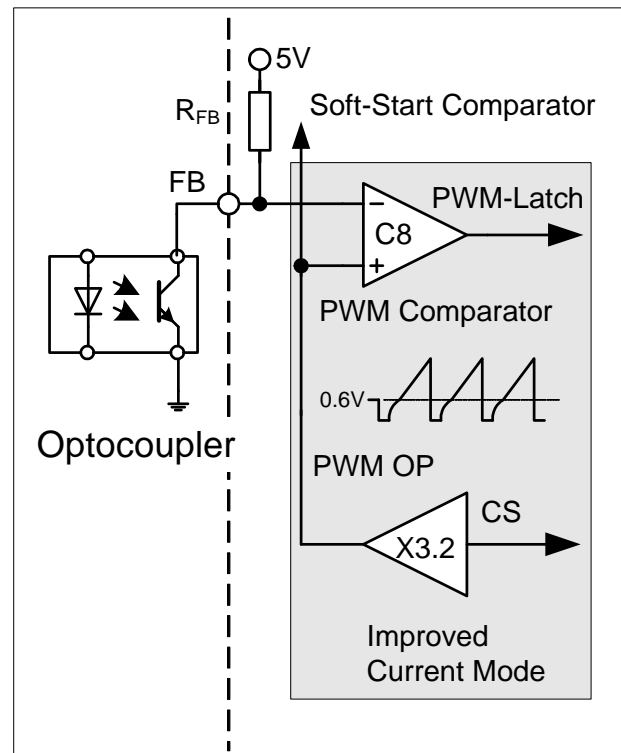 5V
Soft-Start Comparator
RFB
FB
PWM-Latch
−
C8
+
PWM Comparator
0.6V
Optocoupler
PWM OP
CS
X3.2
Improved
Current Mode